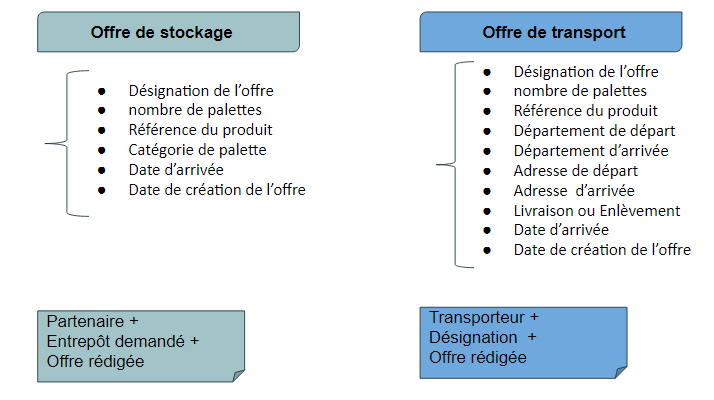 Offre de stockage
● Désignation de l’offre
● nombre de palettes
● Référence du produit
● Catégorie de palette
● Date d’arrivée
● Date de création de l’offre
Partenaire +
Entrepôt demandé +
Offre rédigée
Offre de transport
● Désignation de l’offre
● nombre de palettes
● Référence du produit
● Département de départ
● Département d’arrivée
● Adresse de départ
● Adresse d’arrivée
● Livraison ou Enlèvement
● Date d’arrivée
● Date de création de l’offre
Transporteur +
Désignation +
Offre rédigée